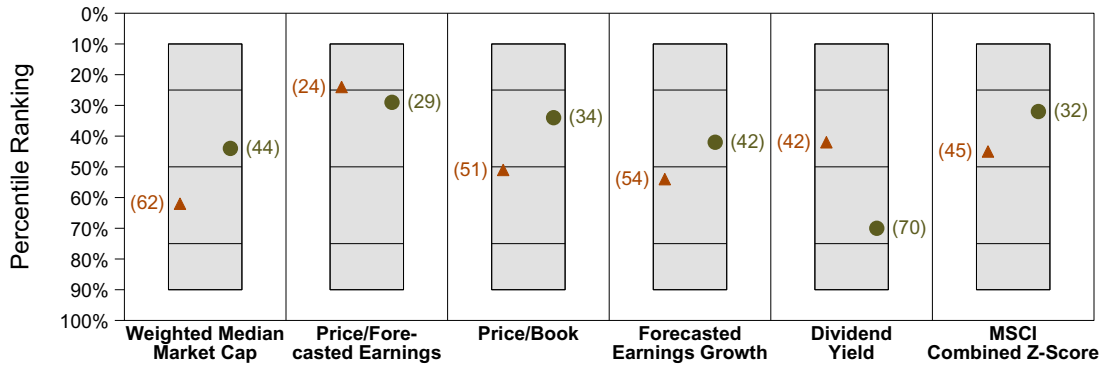 Percentile Ranking
0%
10%
20%
30%
40%
50%
60%
70%
80%
90%
100%
(62)
(44)
(24)
(29)
(51)
(34)
(54)
(42)
(42)
(70)
(45)
(32)
Weighted Median
Market Cap
Price/Fore-
casted Earnings
Price/Book
Forecasted
Earnings Growth
Dividend
Yield
MSCI
Combined Z-Score